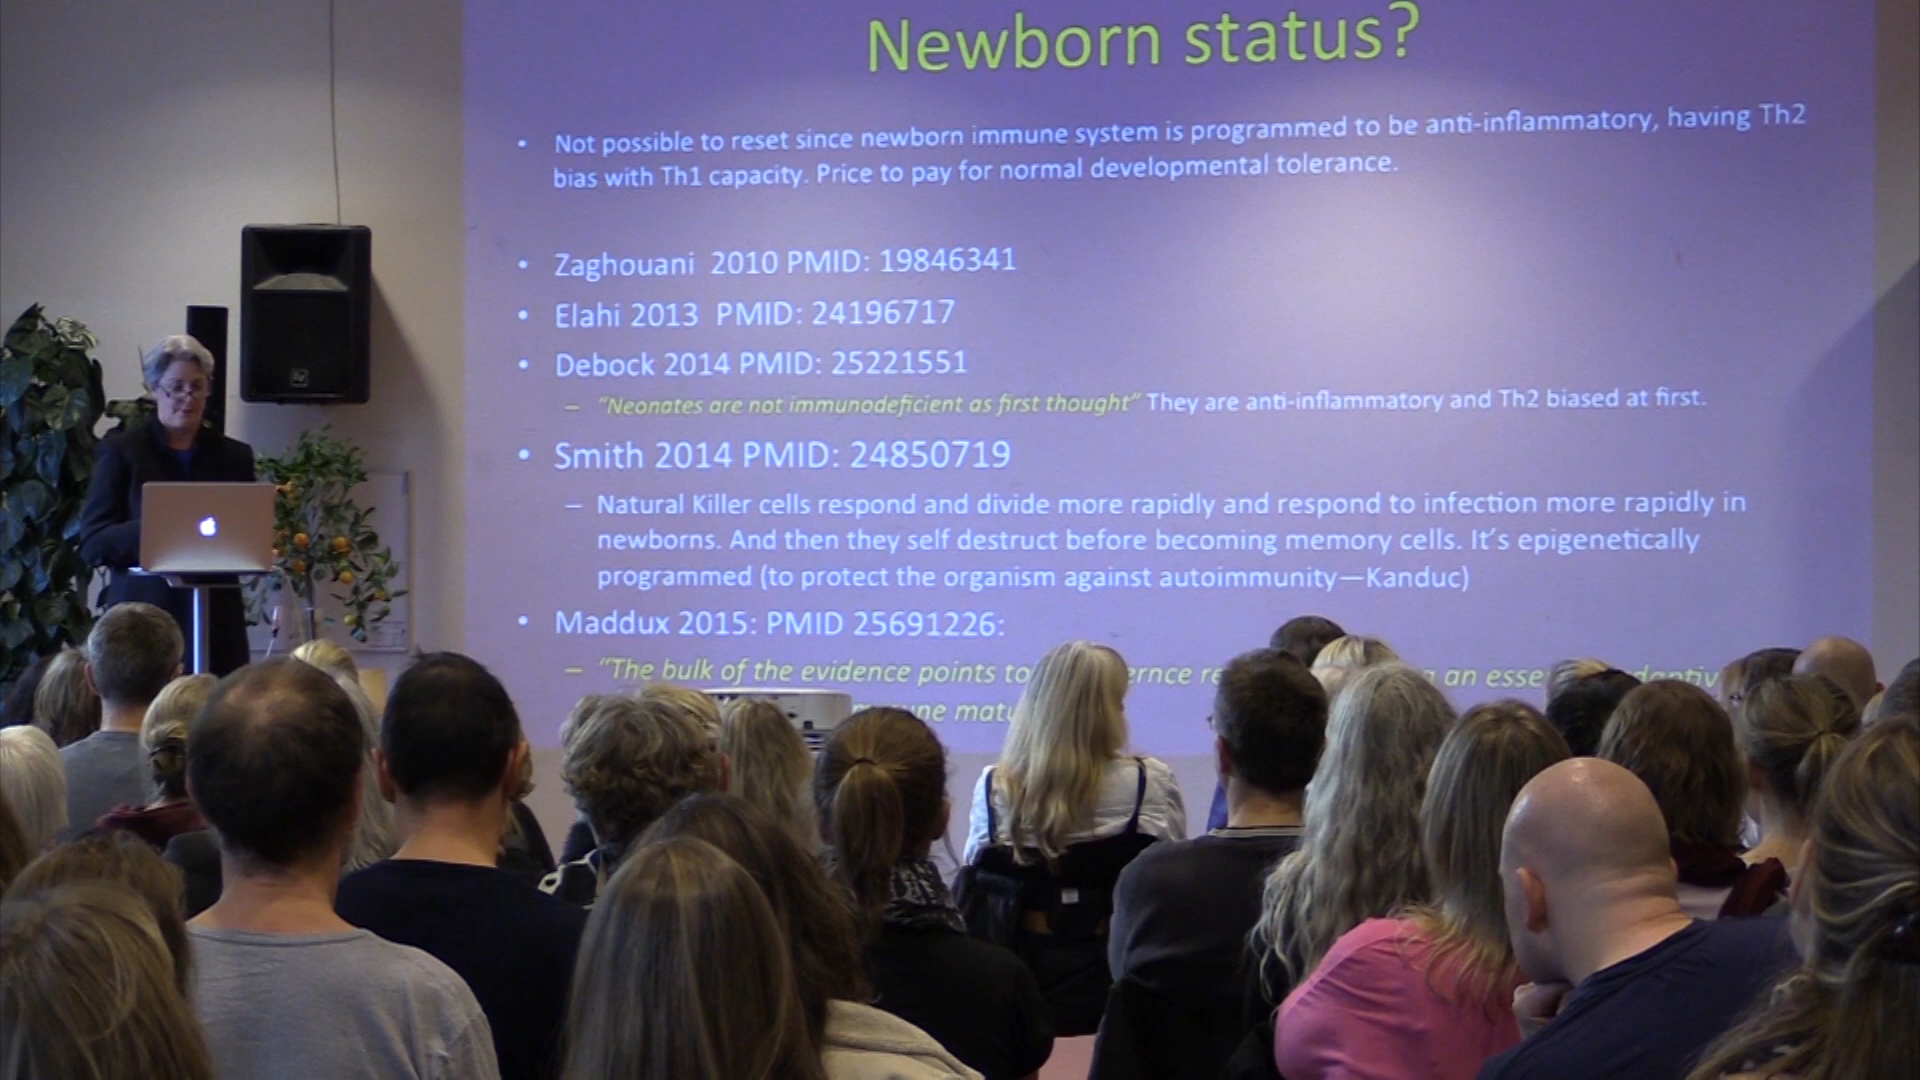 Newborn status?
• Not possible to reset since newborn immune system is programmed to be anti-inflammatory, having Th2
bias with Th1 capacity. Price to pay for normal developmental tolerance.
• Zaghouani 2010 PMID: 19846341
• Elahi 2013 PMID: 24196717
• Debock 2014 PMID: 25221551
– "Neonates are not immunodeficient as first thought" They are anti-inflammatory and Th2 biased at first.
• Smith 2014 PMID: 24850719
– Natural Killer cells respond and divide more rapidly and respond to infection more rapidly in
newborns. And then they self destruct before becoming memory cells. It's epigenetically
programmed (to protect the organism against autoimmunity—Kanduc)
• Maddux 2015: PMID 25691226:
– "The bulk of the evidence points to an